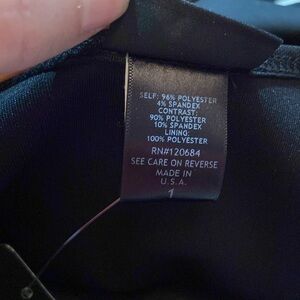 SELF: 96% POLYESTER
4% SPANDEX
CONTRAST:
90% POLYESTER
10% SPANDEX
LINING:
100% POLYESTER
RN#120684
SEE CARE ON REVERSE
MADE IN
U.S.A.
1